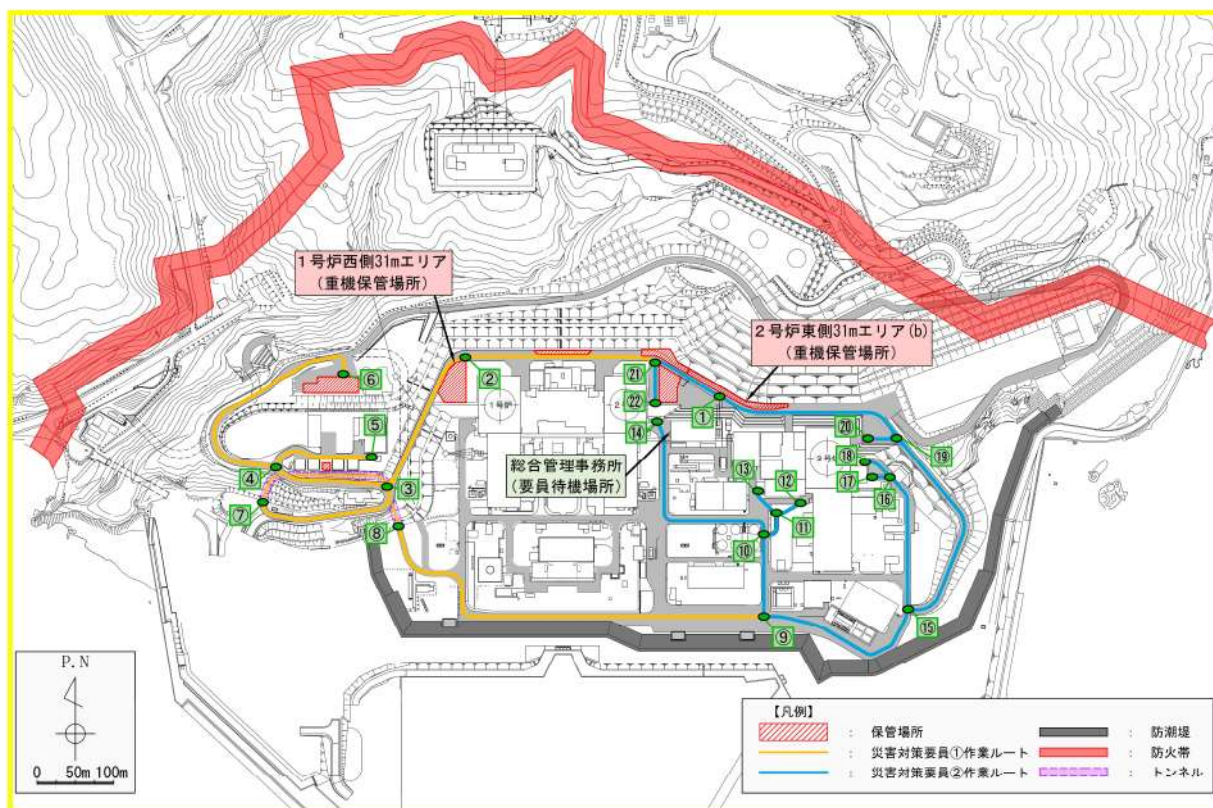 1号炉西側31mエリア
(重機保管場所)
2号炉東側31mエリア(b)
(重機保管場所)
⑥
②
㉑
1号炉
㉒
①
⑤
⑭
⑳
⑲
総合管理事務所
(要員待機場所)
⑱
④
⑬
⑫
⑰
⑯
③
⑦
⑪
⑧
⑩
⑨
⑮
P.N
0 50m 100m
【凡例】
: 保管場所
: 災害対策要員①作業ルート
: 災害対策要員②作業ルート
: 防潮堤
: 防火帯
: トンネル